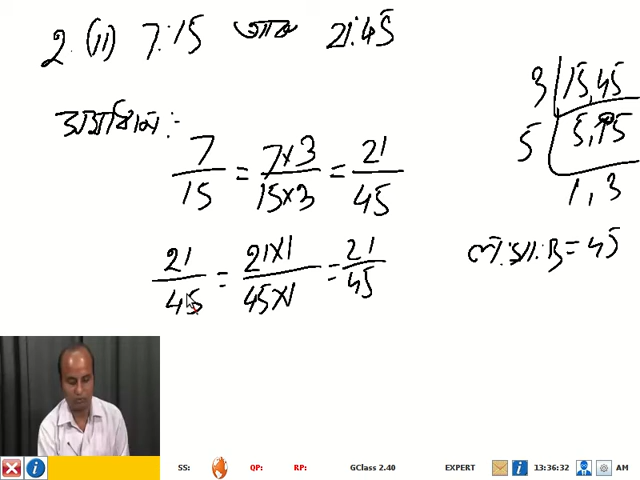 2. (ii) 7:15 আৰু 21:45
সমাধান :-
7/15 = 7×3/15×3 = 21/45
21/45 = 21×1/45×1 = 21/45
3 | 15, 45
5 | 5, 15
1, 3
ল.সা.গু = 45
SS: QP: RP: GClass 2.40 EXPERT 13:36:32 AM